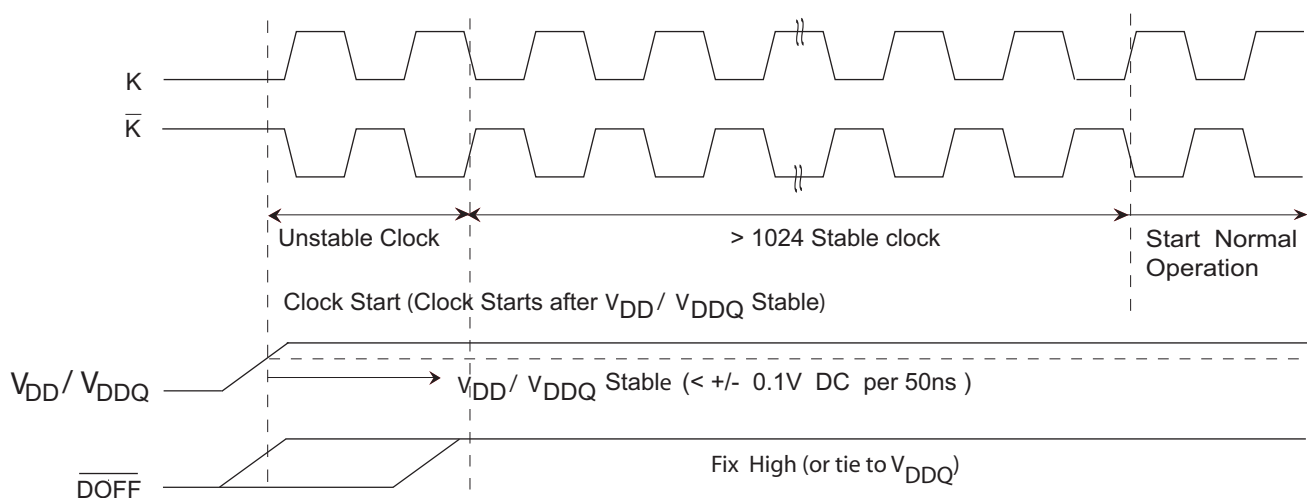 K
K̅
Unstable Clock
> 1024 Stable clock
Start Normal
Operation
Clock Start (Clock Starts after VDD / VDDQ Stable)
VDD / VDDQ
VDD / VDDQ Stable (< +/- 0.1V DC per 50ns )
Fix High (or tie to VDDQ)
D̅O̅F̅F̅